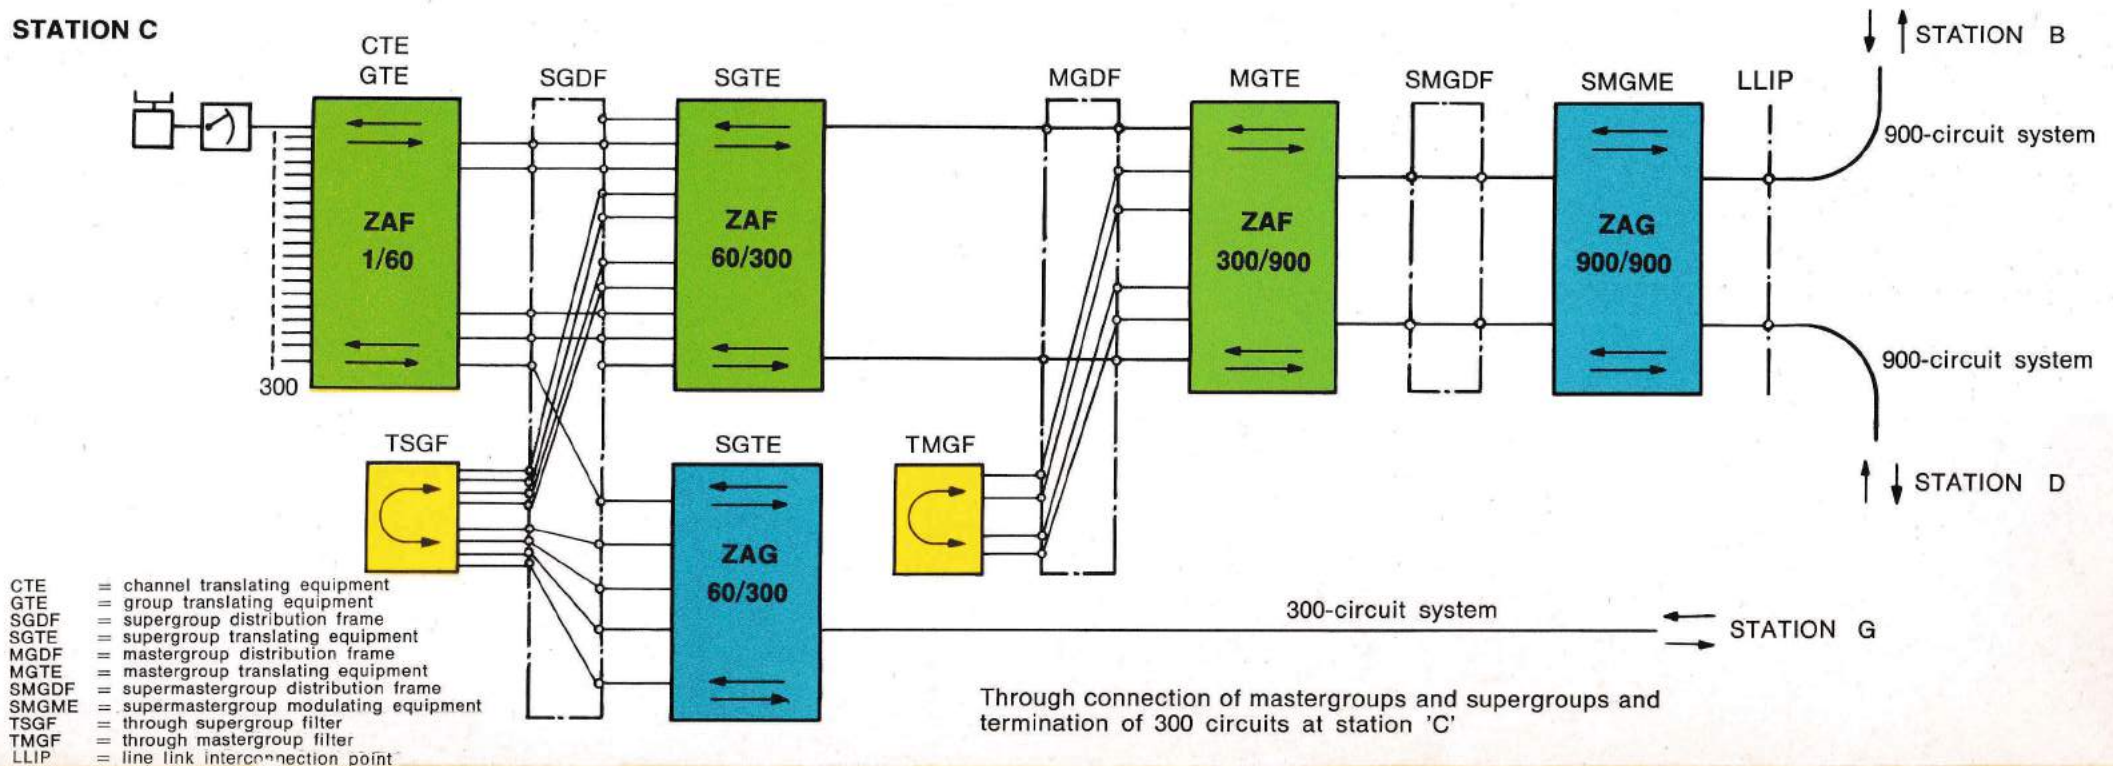 STATION C
CTE
GTE
SGDF
SGTE
MGDF
MGTE
SMGDF
SMGME
LLIP
STATION B
900-circuit system
ZAF
1/60
ZAF
60/300
ZAF
300/900
ZAG
900/900
300
900-circuit system
TSGF
SGTE
TMGF
STATION D
ZAG
60/300
300-circuit system
STATION G
CTE = channel translating equipment
GTE = group translating equipment
SGDF = supergroup distribution frame
SGTE = supergroup translating equipment
MGDF = mastergroup distribution frame
MGTE = mastergroup translating equipment
SMGDF = supermastergroup distribution frame
SMGME = supermastergroup modulating equipment
TSGF = through supergroup filter
TMGF = through mastergroup filter
LLIP = line link interconnection point
Through connection of mastergroups and supergroups and
termination of 300 circuits at station 'C'